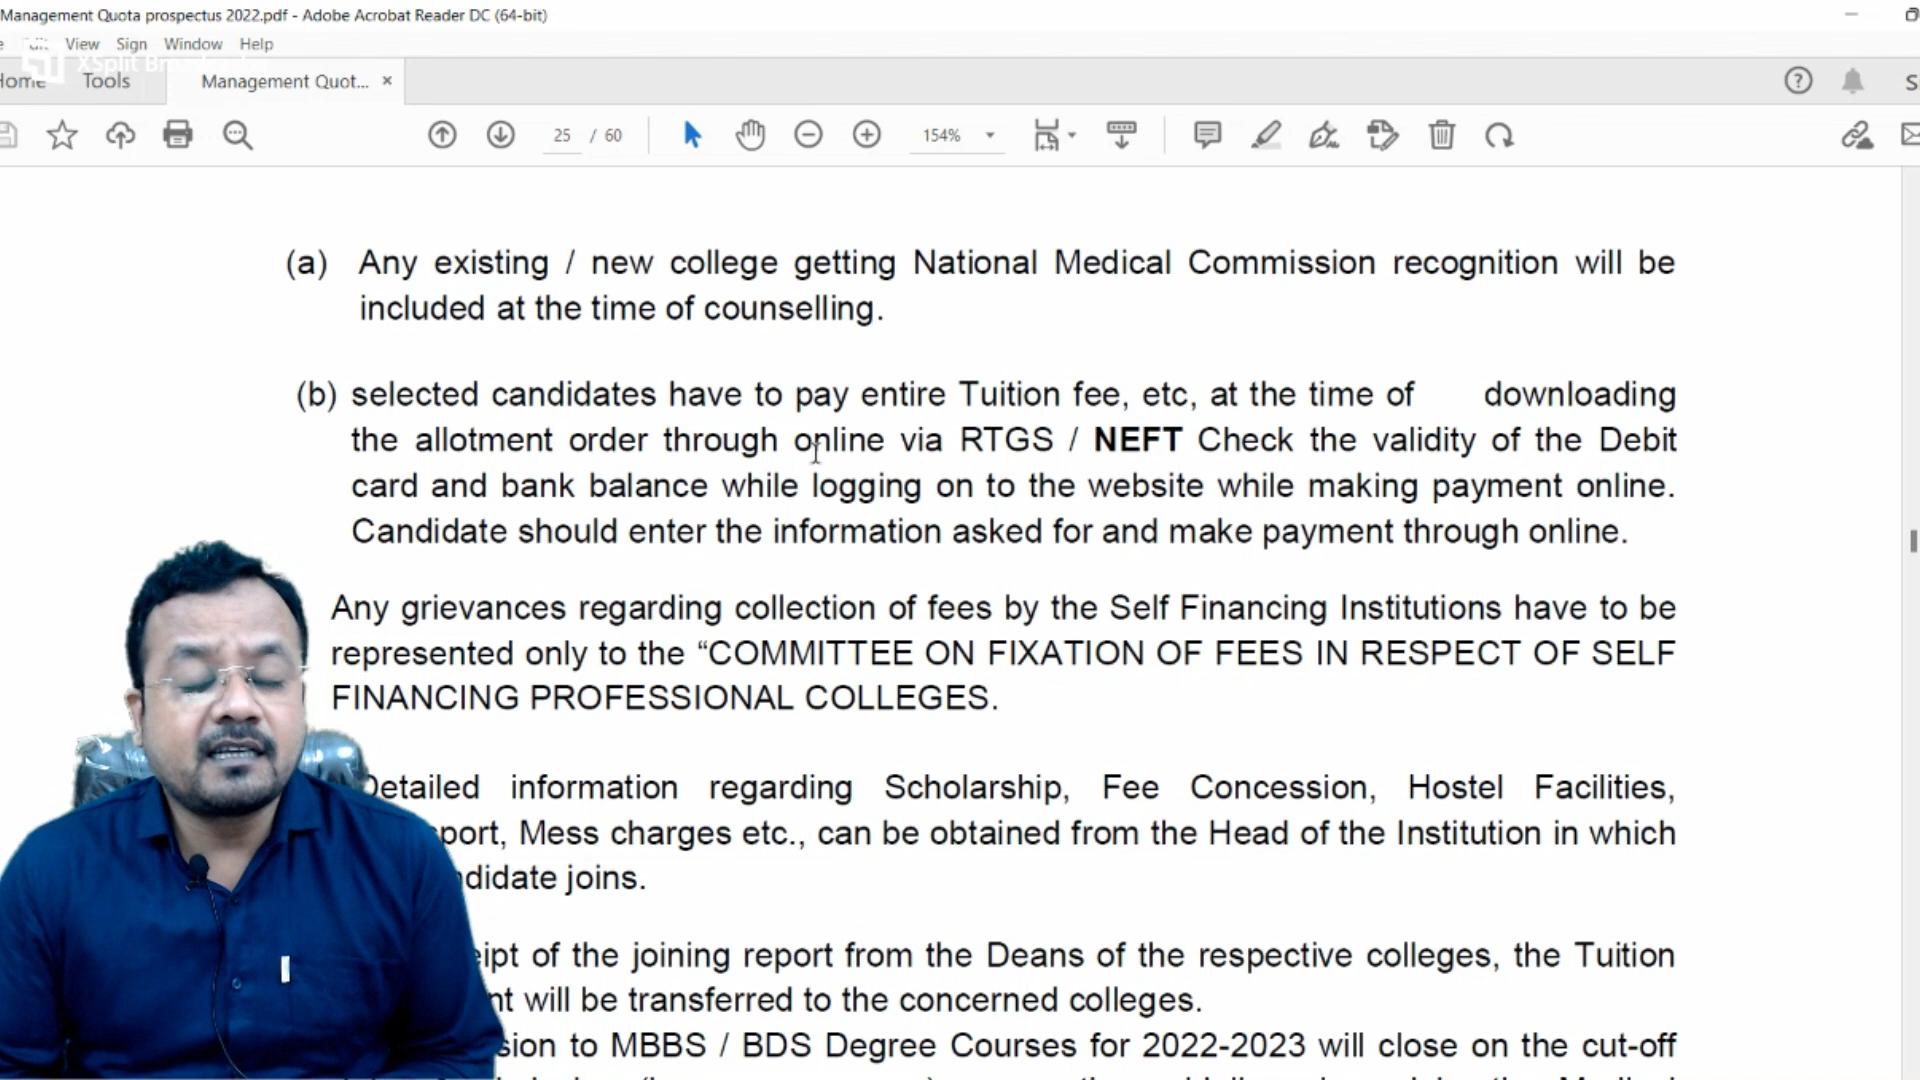 Management Quota prospectus 2022.pdf - Adobe Acrobat Reader DC (64-bit)
View Sign Window Help
XSplit
Home Tools Management Quot... ×
25 / 60 154%
(a) Any existing / new college getting National Medical Commission recognition will be
included at the time of counselling.
(b) selected candidates have to pay entire Tuition fee, etc, at the time of downloading
the allotment order through online via RTGS / NEFT Check the validity of the Debit
card and bank balance while logging on to the website while making payment online.
Candidate should enter the information asked for and make payment through online.
Any grievances regarding collection of fees by the Self Financing Institutions have to be
represented only to the “COMMITTEE ON FIXATION OF FEES IN RESPECT OF SELF
FINANCING PROFESSIONAL COLLEGES.
Detailed information regarding Scholarship, Fee Concession, Hostel Facilities,
port, Mess charges etc., can be obtained from the Head of the Institution in which
ndidate joins.
eipt of the joining report from the Deans of the respective colleges, the Tuition
nt will be transferred to the concerned colleges.
sion to MBBS / BDS Degree Courses for 2022-2023 will close on the cut-off